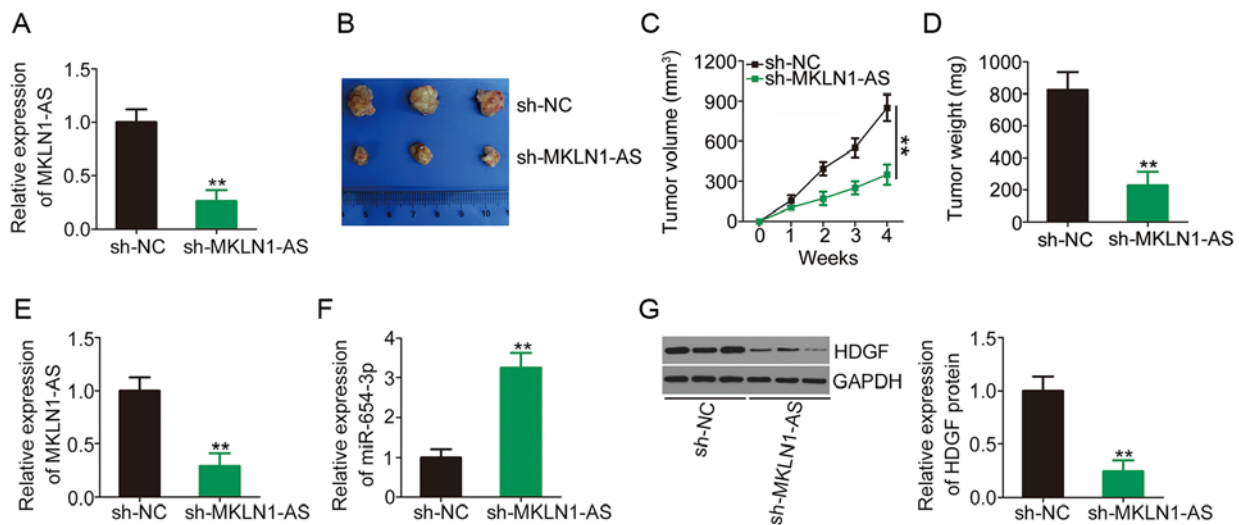 A
Relative expression
of MKLN1-AS
1.5
1.0
0.5
0.0
**
sh-NC
sh-MKLN1-AS
B
sh-NC
sh-MKLN1-AS
5
6
7
8
9
10
C
Tumor volume (mm³)
1200
900
600
300
0
sh-NC
sh-MKLN1-AS
**
0 1 2 3 4
Weeks
D
Tumor weight (mg)
1000
800
600
400
200
0
**
sh-NC
sh-MKLN1-AS
E
Relative expression
of MKLN1-AS
1.5
1.0
0.5
0.0
**
sh-NC
sh-MKLN1-AS
F
Relative expression
of miR-654-3p
4
3
2
1
0
**
sh-NC
sh-MKLN1-AS
G
HDGF
GAPDH
sh-NC
sh-MKLN1-AS
Relative expression
of HDGF protein
1.5
1.0
0.5
0.0
**
sh-NC
sh-MKLN1-AS